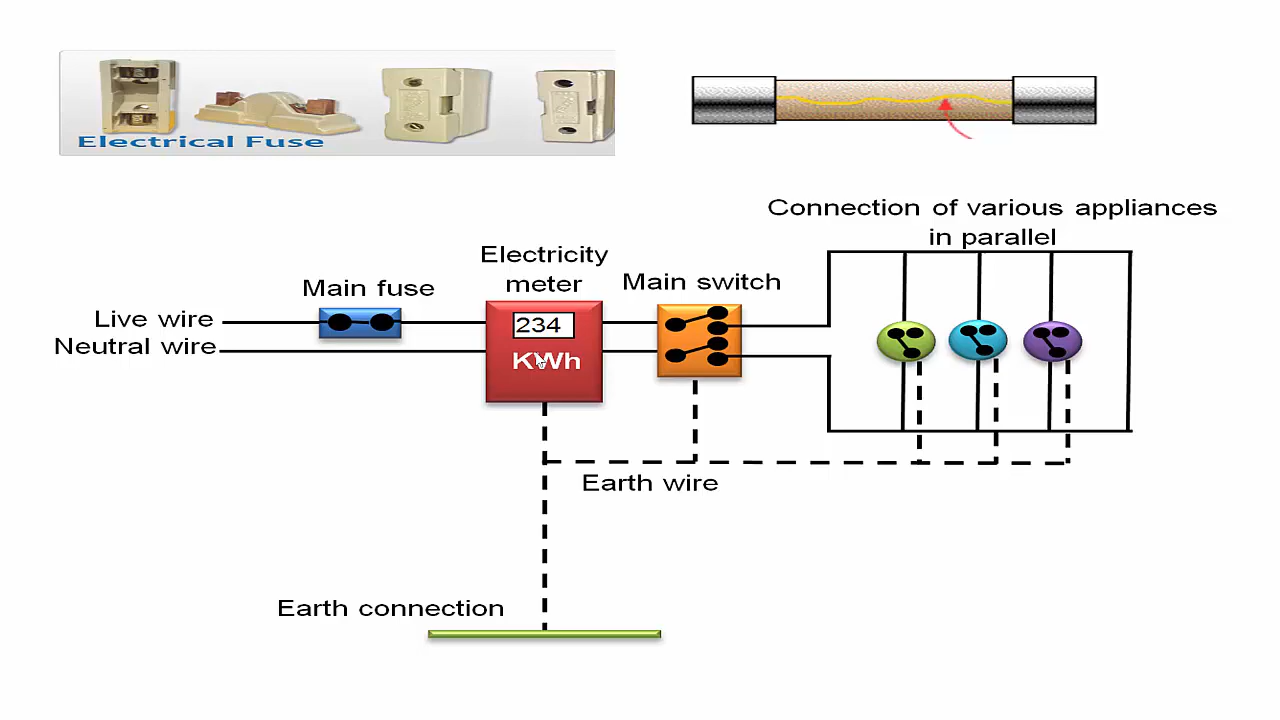 Electrical Fuse
Connection of various appliances
in parallel
Electricity
meter
Main switch
Main fuse
Live wire
Neutral wire
234
KWh
Earth wire
Earth connection